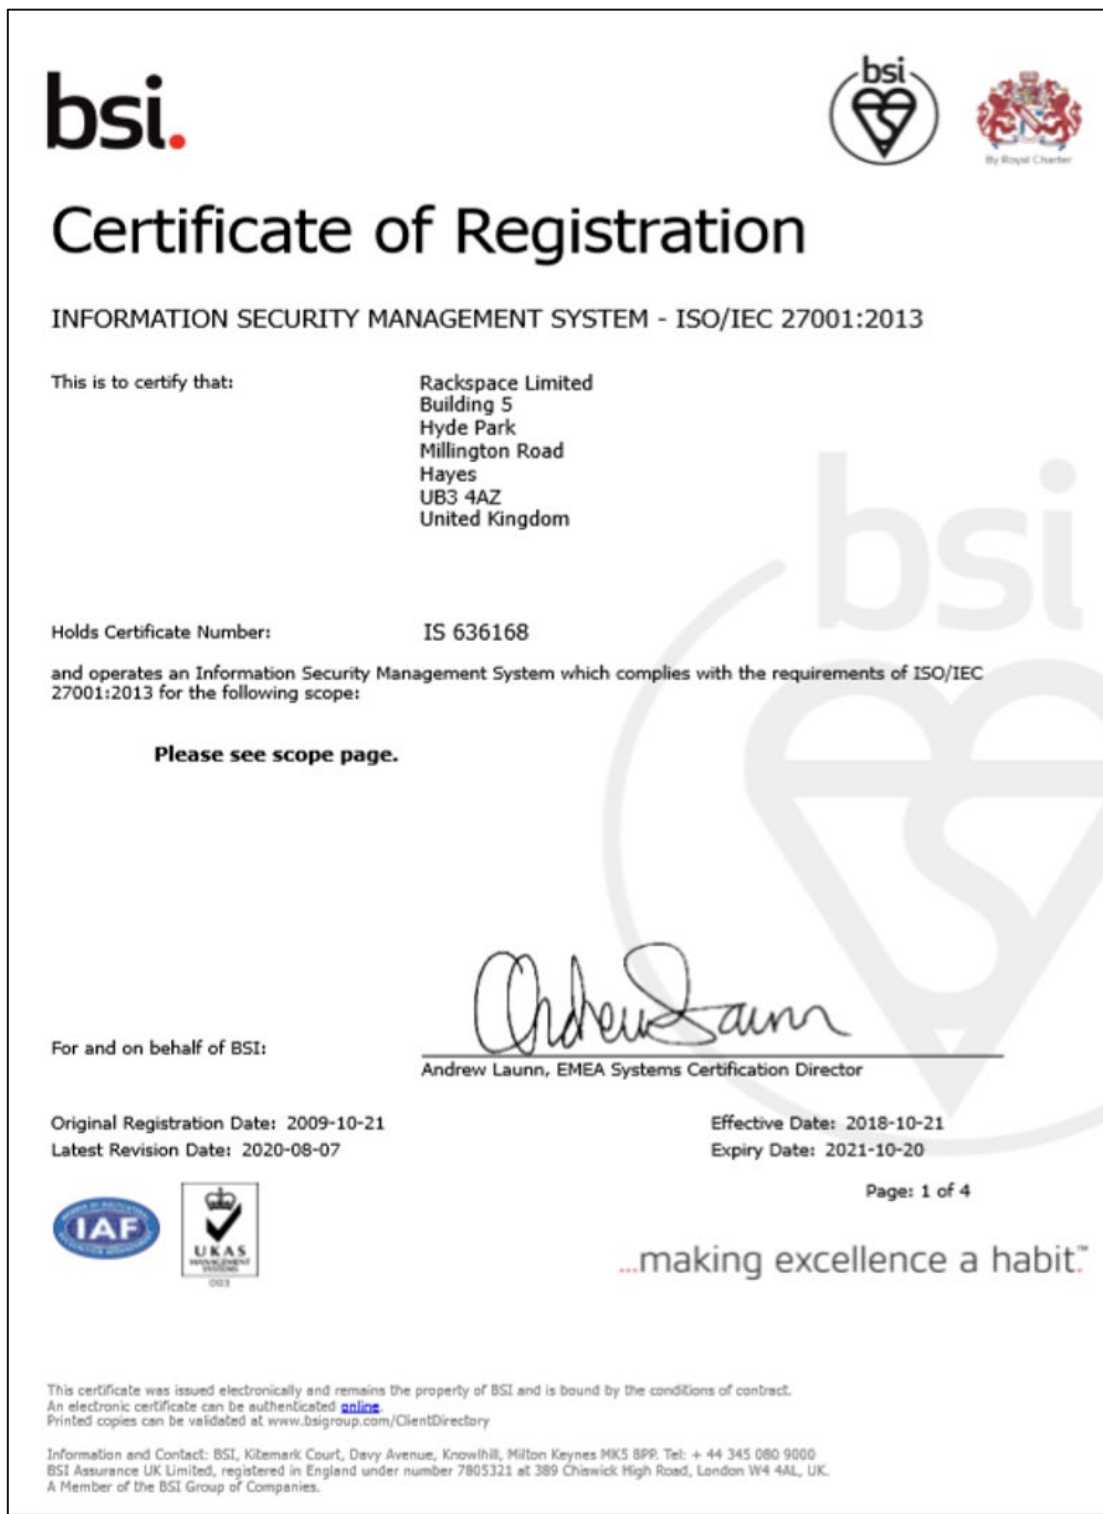 bsi.
bsi
By Royal Charter
Certificate of Registration
INFORMATION SECURITY MANAGEMENT SYSTEM - ISO/IEC 27001:2013
This is to certify that:
Rackspace Limited
Building 5
Hyde Park
Millington Road
Hayes
UB3 4AZ
United Kingdom
bsi
Holds Certificate Number:
IS 636168
and operates an Information Security Management System which complies with the requirements of ISO/IEC
27001:2013 for the following scope:
Please see scope page.
Andrew Launn
For and on behalf of BSI:
Andrew Launn, EMEA Systems Certification Director
Original Registration Date: 2009-10-21
Effective Date: 2018-10-21
Latest Revision Date: 2020-08-07
Expiry Date: 2021-10-20
Page: 1 of 4
IAF
UKAS
MANAGEMENT
SYSTEMS
003
...making excellence a habit.™
This certificate was issued electronically and remains the property of BSI and is bound by the conditions of contract.
An electronic certificate can be authenticated online.
Printed copies can be validated at www.bsigroup.com/ClientDirectory
Information and Contact: BSI, Kitemark Court, Davy Avenue, Knowlhill, Milton Keynes MK5 8PP. Tel: + 44 345 080 9000
BSI Assurance UK Limited, registered in England under number 7805321 at 389 Chiswick High Road, London W4 4AL, UK.
A Member of the BSI Group of Companies.